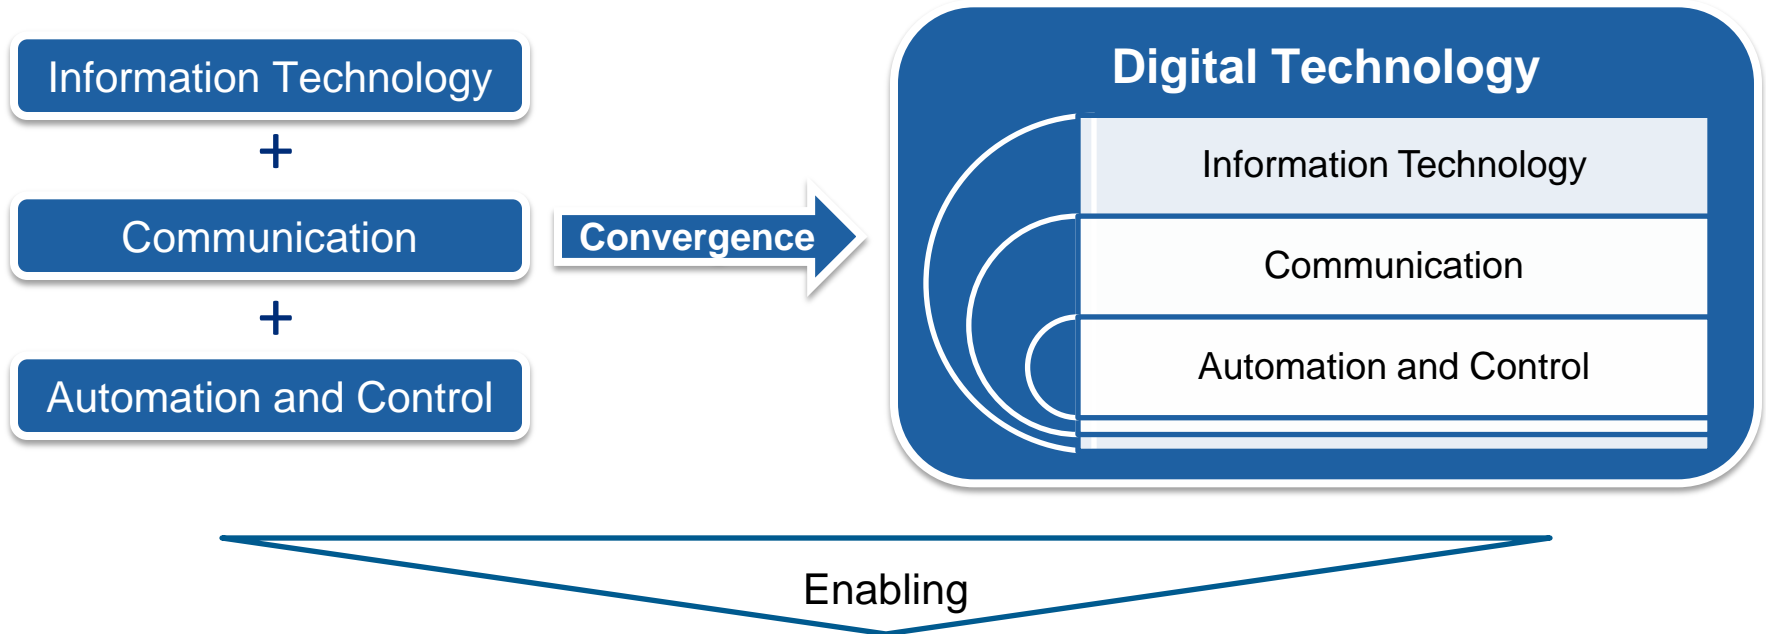 Information Technology
+
Communication
+
Automation and Control
Convergence
Digital Technology
Information Technology
Communication
Automation and Control
Enabling